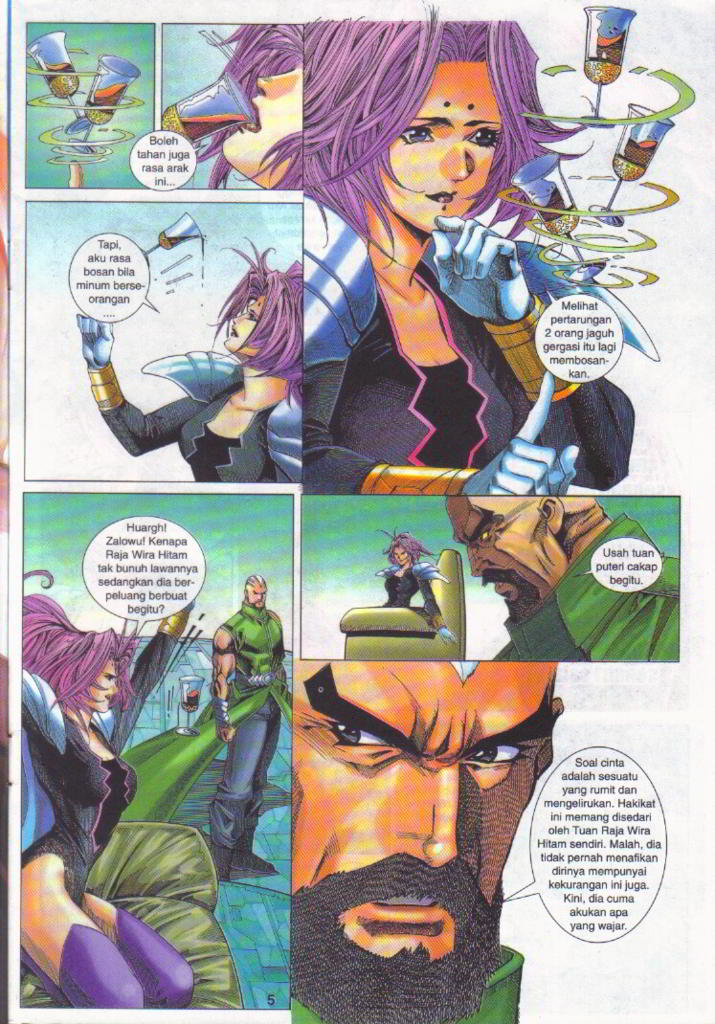 Boleh
tahan juga
rasa arak
ini...
Tapi,
aku rasa
bosan bila
minum berse-
orangan
....
Melihat
pertarungan
2 orang jaguh
gergasi itu lagi
membosan-
kan.
Huargh!
Zalowu! Kenapa
Raja Wira Hitam
tak bunuh lawannya
sedangkan dia ber-
peluang berbuat
begitu?
Usah tuan
puteri cakap
begitu.
Soal cinta
adalah sesuatu
yang rumit dan
mengelirukan. Hakikat
ini memang disedari
oleh Tuan Raja Wira
Hitam sendiri. Malah, dia
tidak pernah menafikan
dirinya mempunyai
kekurangan ini juga.
Kini, dia cuma
akukan apa
yang wajar.
5